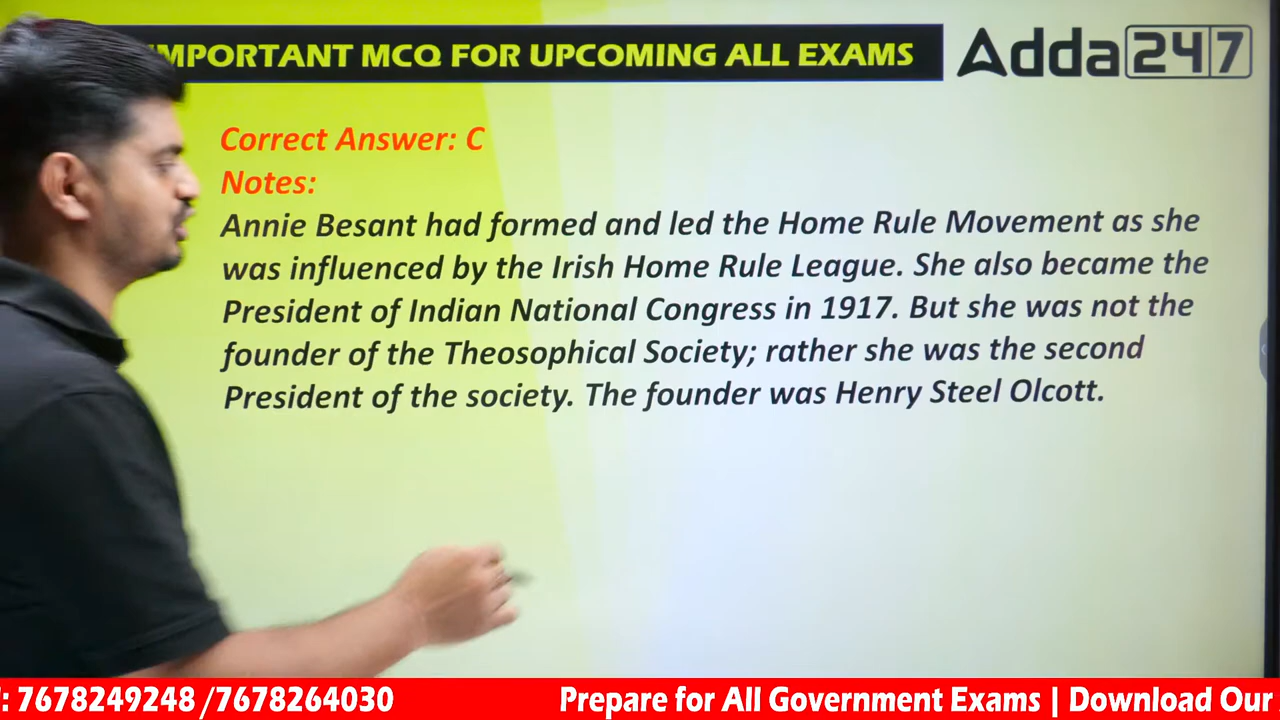 IMPORTANT MCQ FOR UPCOMING ALL EXAMS
Adda247
Correct Answer: C
Notes:
Annie Besant had formed and led the Home Rule Movement as she
was influenced by the Irish Home Rule League. She also became the
President of Indian National Congress in 1917. But she was not the
founder of the Theosophical Society; rather she was the second
President of the society. The founder was Henry Steel Olcott.
: 7678249248 /7678264030 Prepare for All Government Exams | Download Our